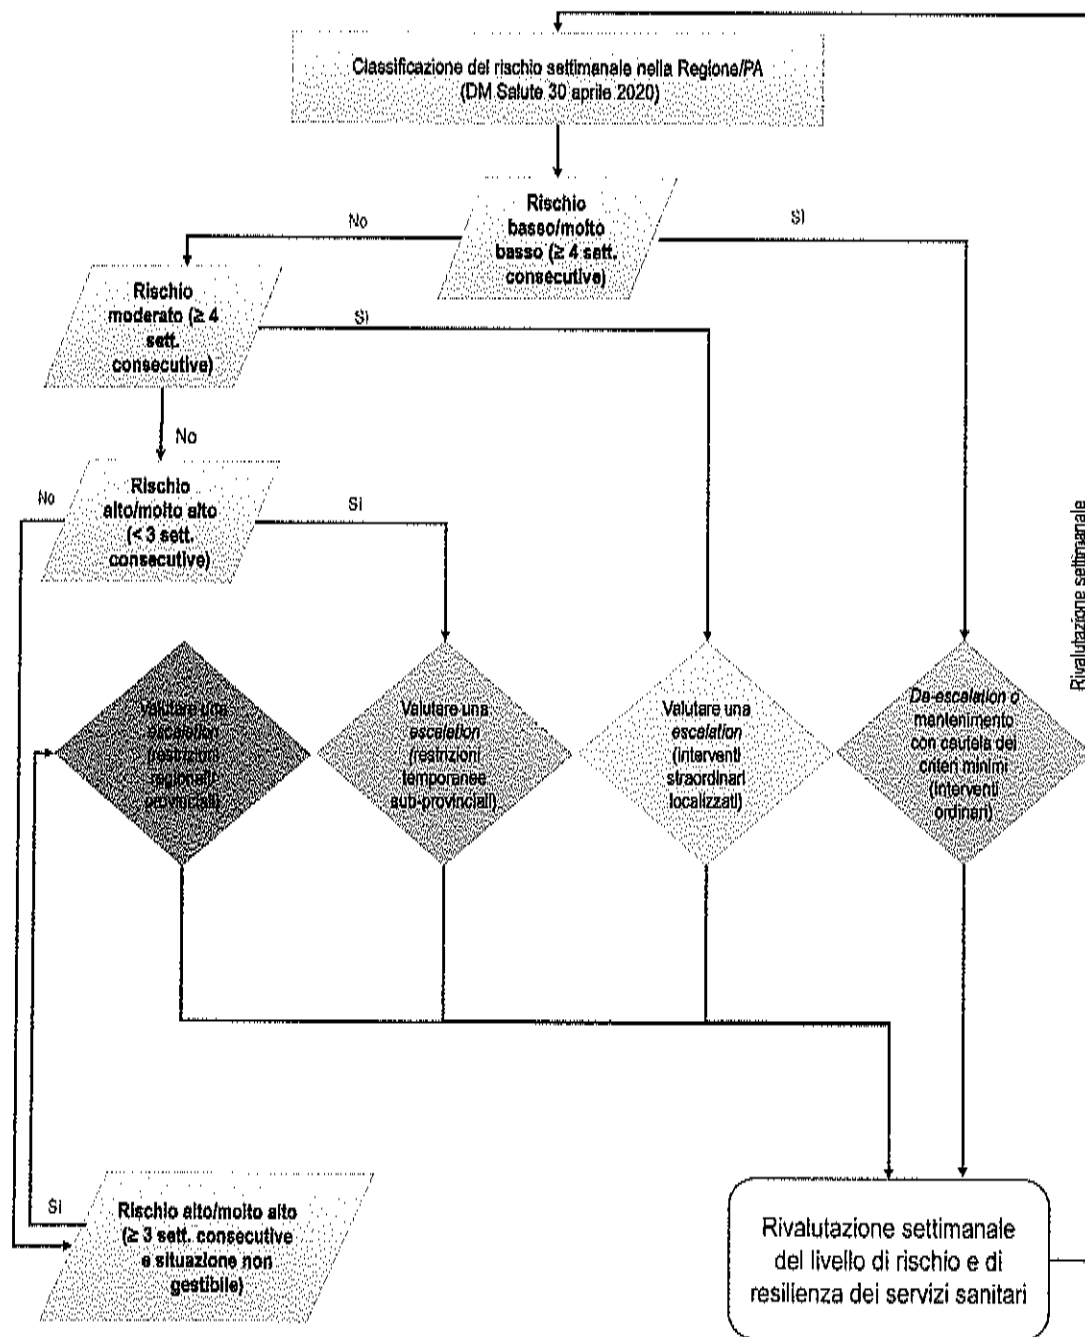 Classificazione del rischio settimanale nella Regione/PA
(DM Salute 30 aprile 2020)
Rischio
basso/molto
basso (≥ 4 sett.
consecutive)
No
Sì
Rischio
moderato (≥ 4
sett.
consecutive)
Sì
No
Rischio
alto/molto alto
(< 3 sett.
consecutive)
No
Sì
Valutare una
escalation
(restrizioni
regionali/
provinciali)
Valutare una
escalation
(restrizioni
temporanee
sub-provinciali)
Valutare una
escalation
(interventi
straordinari
localizzati)
De-escalation o
mantenimento
con cautela dei
criteri minimi
(interventi
ordinari)
Rivalutazione settimanale
Sì
Rischio alto/molto alto
(≥ 3 sett. consecutive
e situazione non
gestibile)
Rivalutazione settimanale
del livello di rischio e di
resilienza dei servizi sanitari